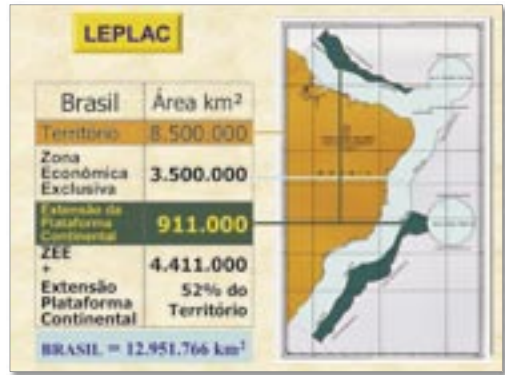 LEPLAC
Brasil Área km²
Território 8.500.000
Zona
Econômica
Exclusiva
3.500.000
Extensão da
Plataforma
Continental
911.000
ZEE
+
Extensão
Plataforma
Continental
4.411.000
52% do
Território
BRASIL = 12.951.766 km²